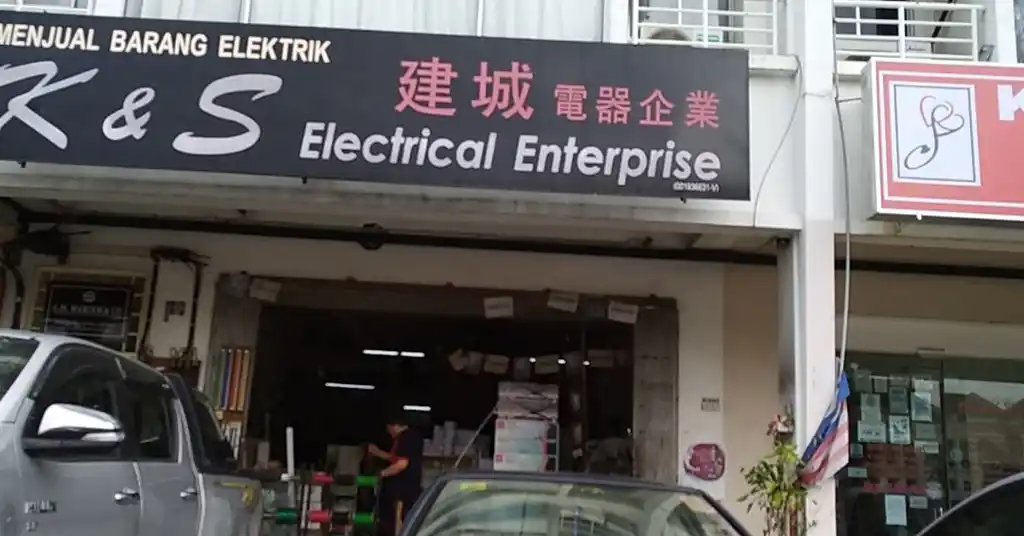 MENJUAL BARANG ELEKTRIK
K & S
建城 電器企業
Electrical Enterprise
K